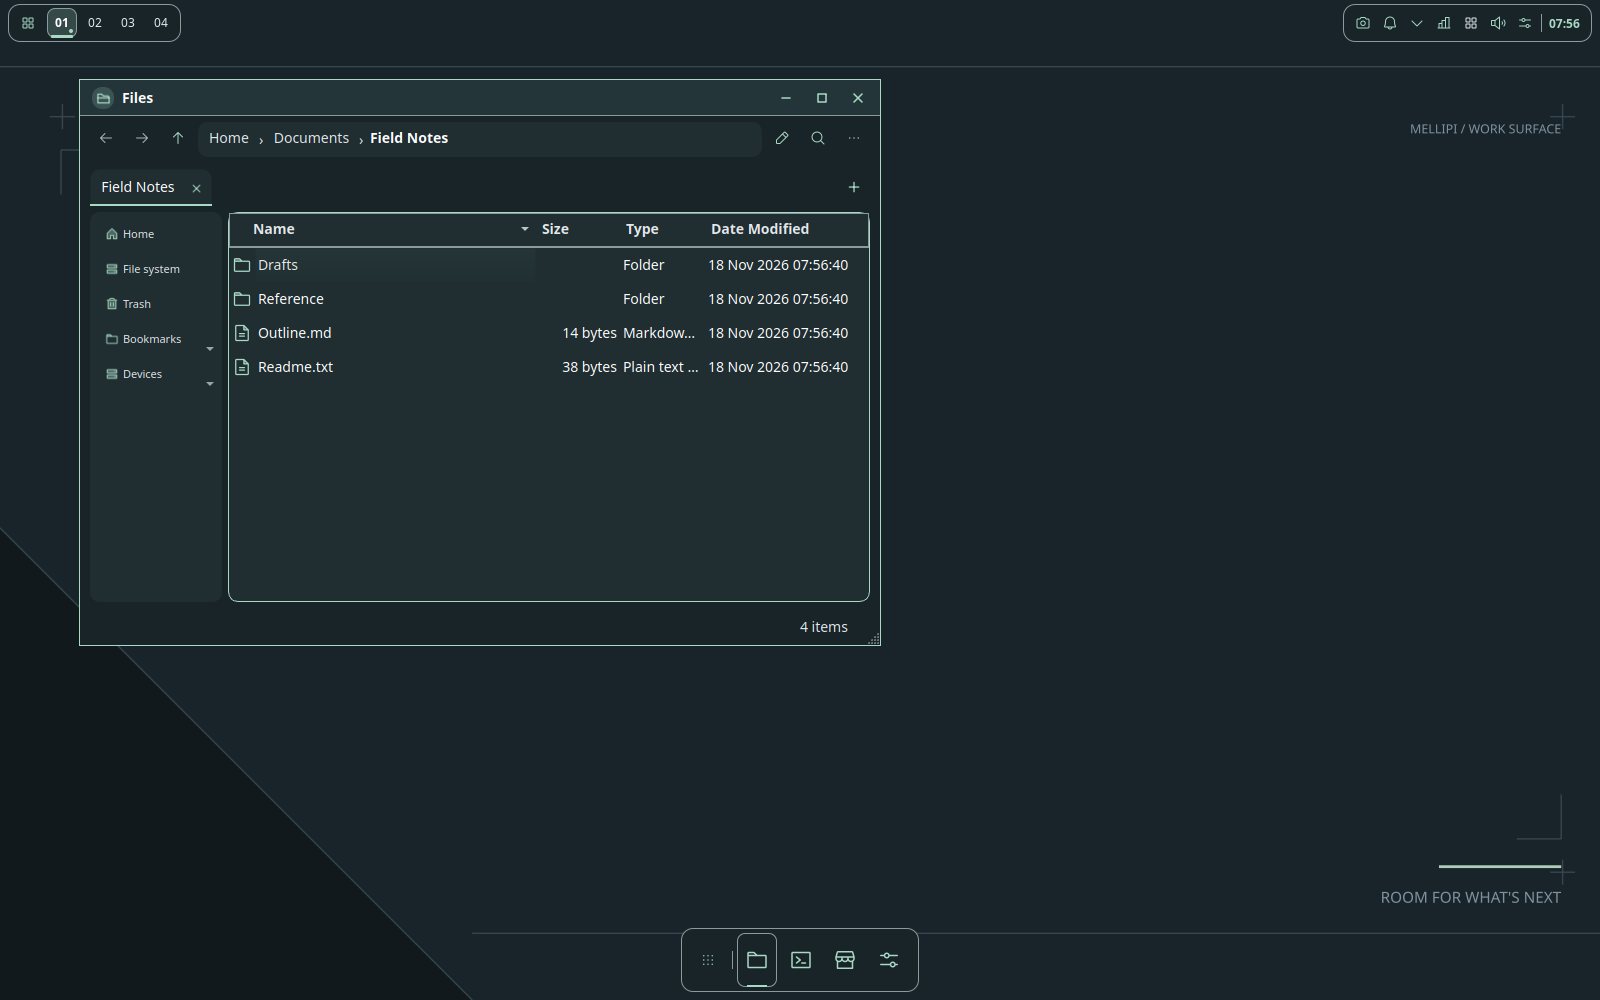 01 02 03 04
07:56
Files
MELLIPI / WORK SURFACE
Home › Documents › Field Notes
Field Notes
Home
File system
Trash
Bookmarks
Devices
Name Size Type Date Modified
Drafts Folder 18 Nov 2026 07:56:40
Reference Folder 18 Nov 2026 07:56:40
Outline.md 14 bytes Markdow... 18 Nov 2026 07:56:40
Readme.txt 38 bytes Plain text ... 18 Nov 2026 07:56:40
4 items
ROOM FOR WHAT'S NEXT